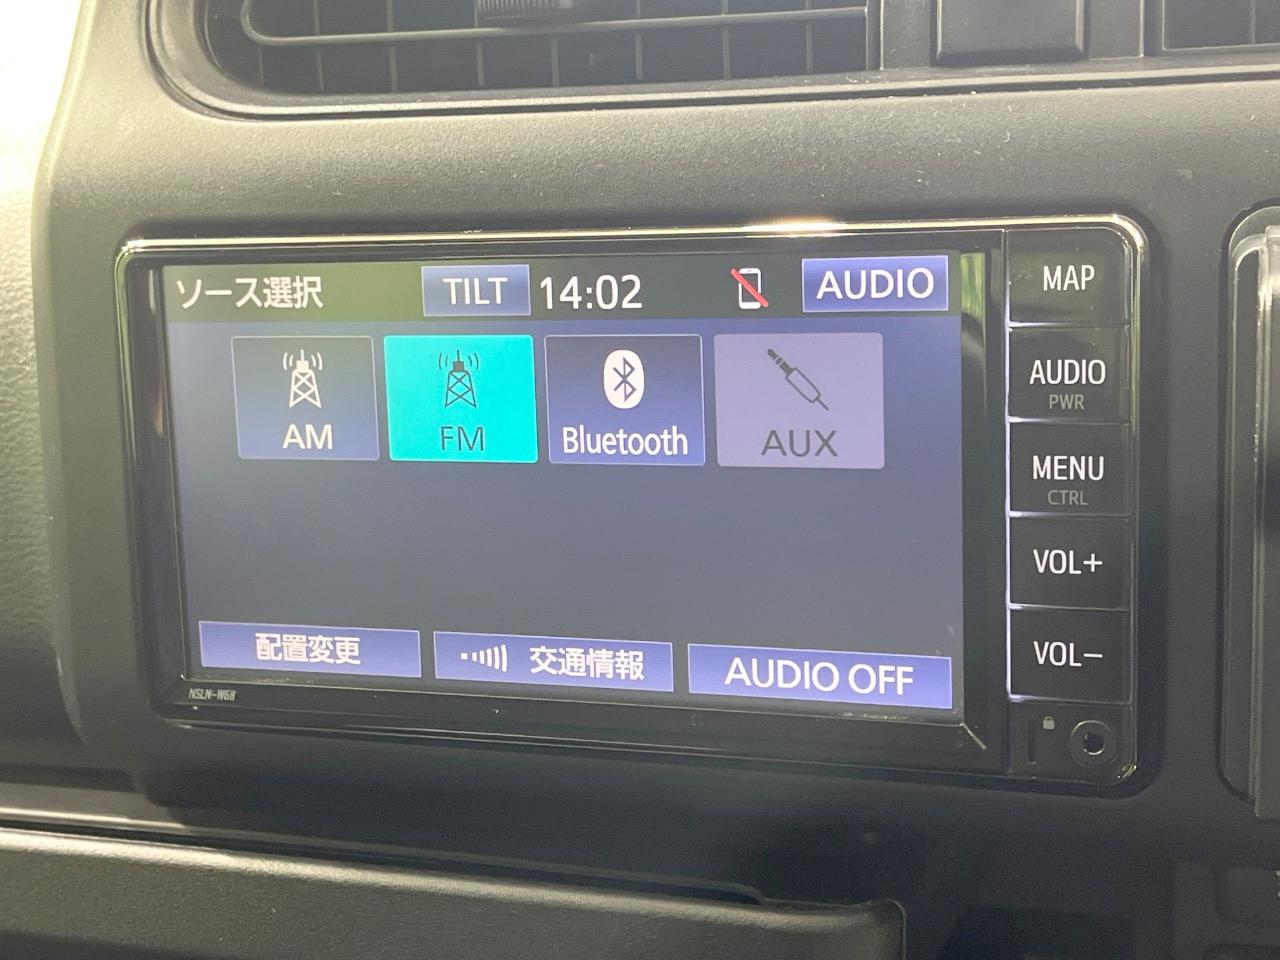 ソース選択 TILT 14:02 AUDIO
AM FM Bluetooth AUX
配置変更 交通情報 AUDIO OFF
NSLN-W68
MAP
AUDIO
PWR
MENU
CTRL
VOL+
VOL-